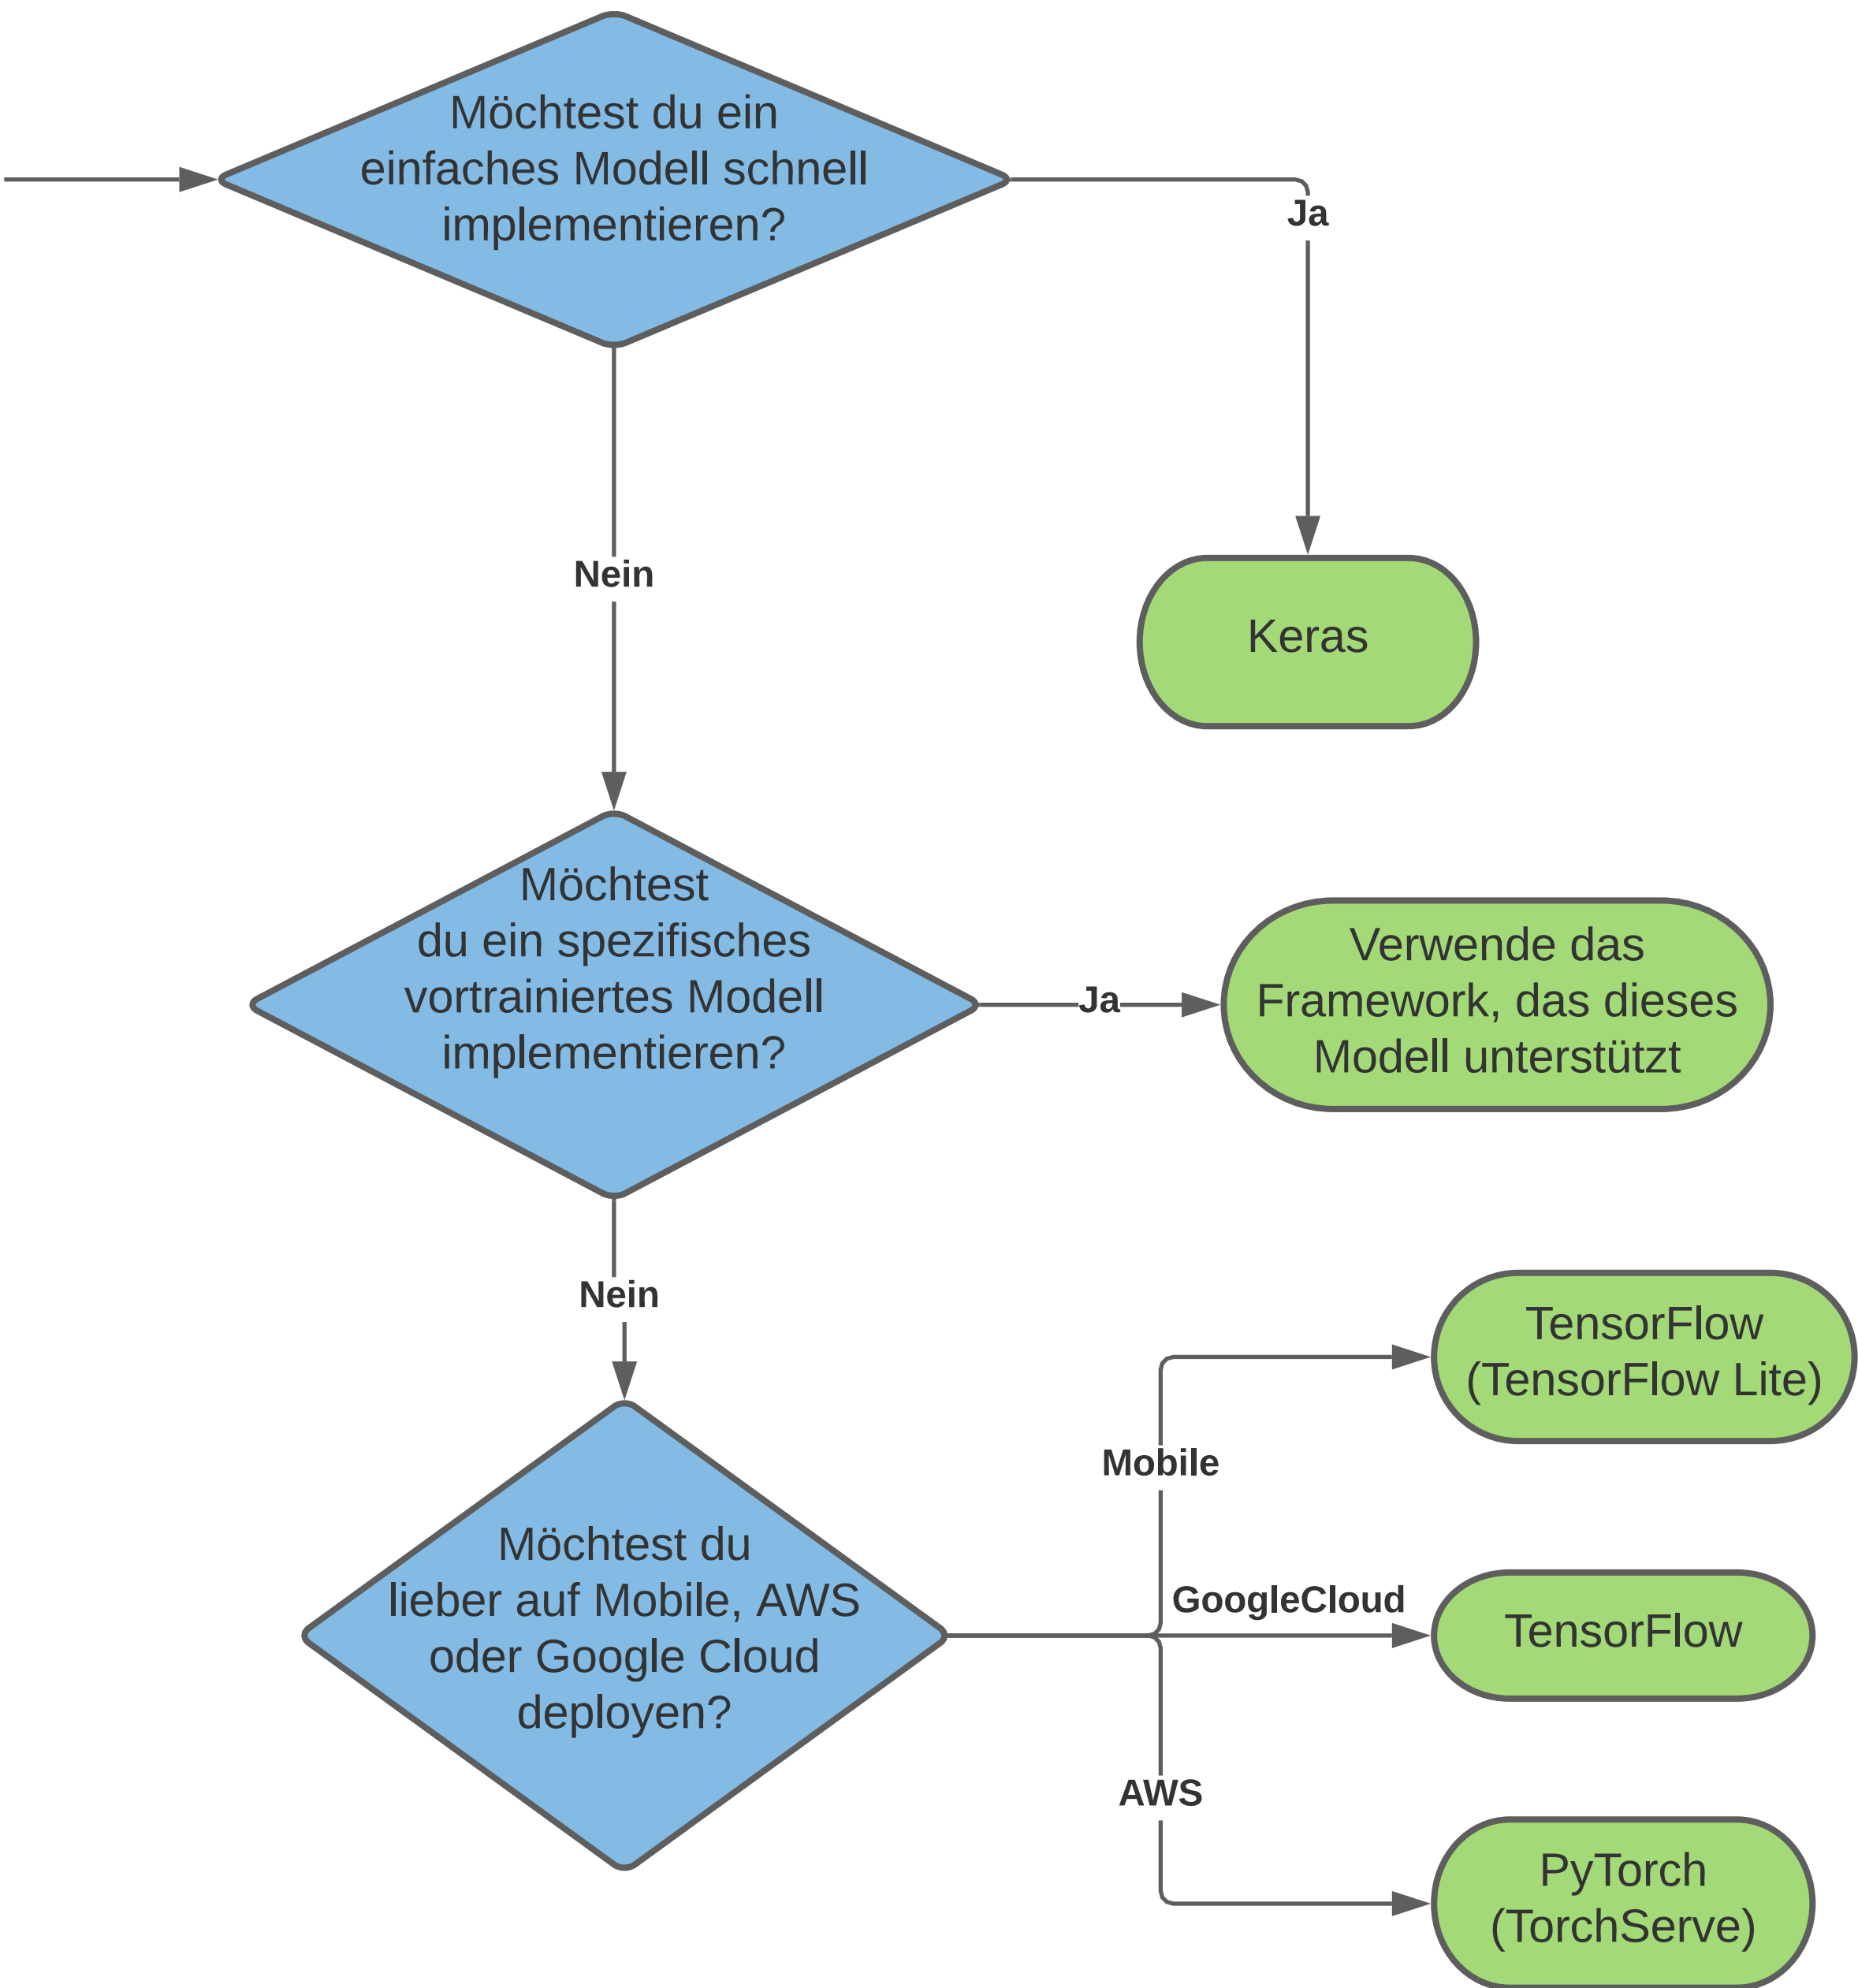 Möchtest du ein
einfaches Modell schnell
implementieren?
Ja
Nein
Keras
Möchtest
du ein spezifisches
vortrainiertes Modell
implementieren?
Ja
Verwende das
Framework, das dieses
Modell unterstützt
Nein
TensorFlow
(TensorFlow Lite)
Mobile
Möchtest du
lieber auf Mobile, AWS
oder Google Cloud
deployen?
GoogleCloud
TensorFlow
AWS
PyTorch
(TorchServe)